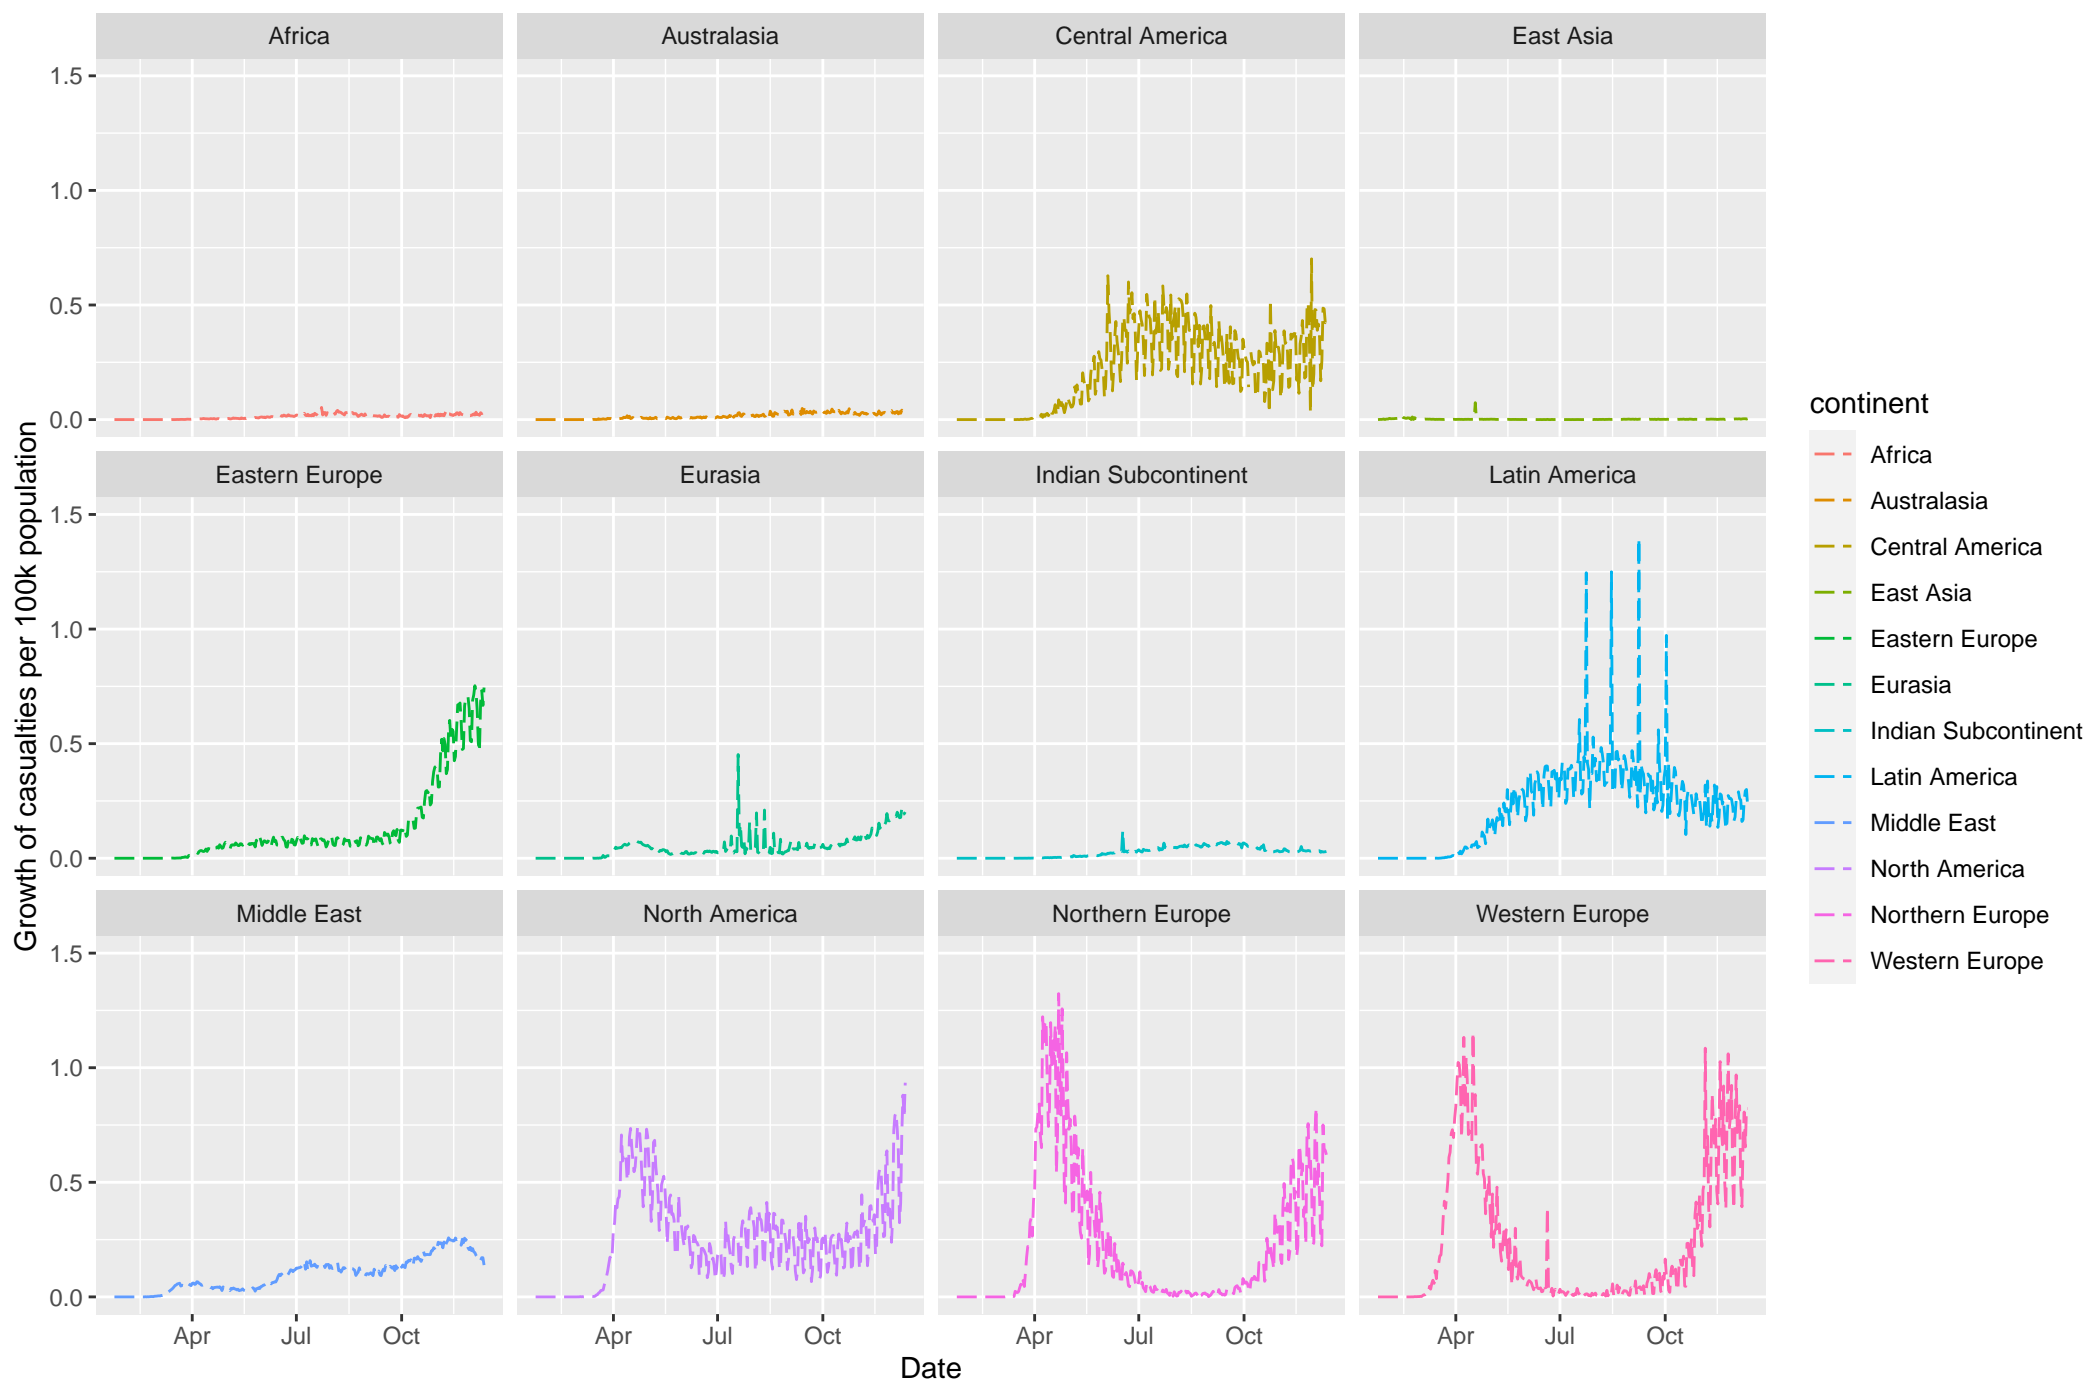 Africa
Australasia
Central America
East Asia
1.5
1.0
0.5
0.0
Eastern Europe
Eurasia
Indian Subcontinent
Latin America
1.5
1.0
0.5
0.0
Middle East
North America
Northern Europe
Western Europe
1.5
1.0
0.5
0.0
Apr
Jul
Oct
Apr
Jul
Oct
Apr
Jul
Oct
Apr
Jul
Oct
Date
Growth of casualties per 100k population
continent
Africa
Australasia
Central America
East Asia
Eastern Europe
Eurasia
Indian Subcontinent
Latin America
Middle East
North America
Northern Europe
Western Europe